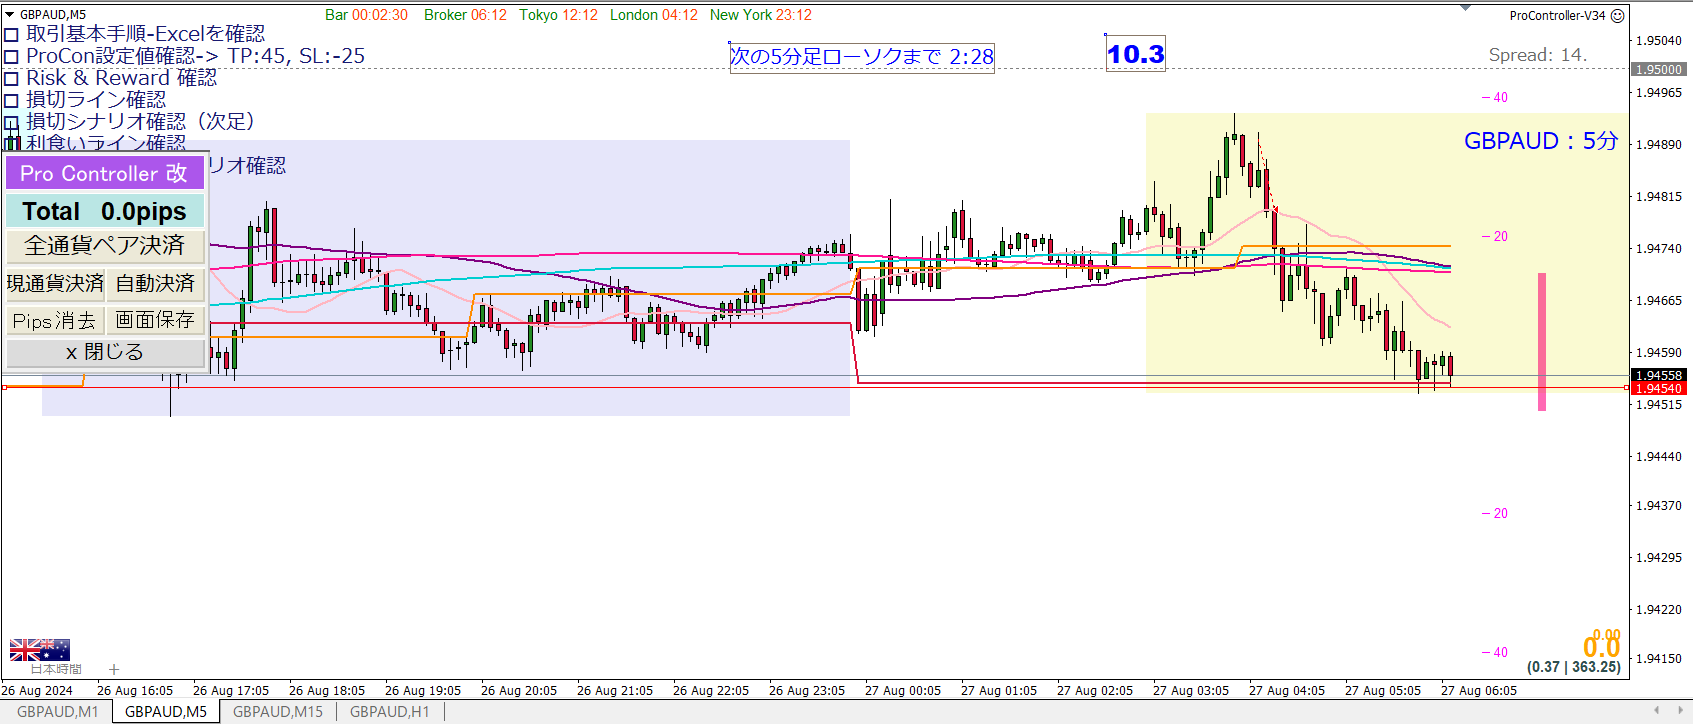 GBPAUD,M5
Bar 00:02:30 Broker 06:12 Tokyo 12:12 London 04:12 New York 23:12
ProController-V34
取引基本手順-Excelを確認
ProCon設定値確認-> TP:45, SL:-25
Risk & Reward 確認
損切ライン確認
損切シナリオ確認（次足）
利食いライン確認
リオ確認
次の5分足ローソクまで 2:28
10.3
Spread: 14.
GBPAUD：5分
Pro Controller 改
Total 0.0pips
全通貨ペア決済
現通貨決済 自動決済
Pips消去 画面保存
x 閉じる
40
20
20
40
1.95040
1.95000
1.94965
1.94890
1.94815
1.94740
1.94665
1.94590
1.94558
1.94540
1.94515
1.94440
1.94370
1.94295
1.94220
1.94150
0.00
0.0
(0.37 | 363.25)
日本時間
26 Aug 2024 26 Aug 16:05 26 Aug 17:05 26 Aug 18:05 26 Aug 19:05 26 Aug 20:05 26 Aug 21:05 26 Aug 22:05 26 Aug 23:05 27 Aug 00:05 27 Aug 01:05 27 Aug 02:05 27 Aug 03:05 27 Aug 04:05 27 Aug 05:05 27 Aug 06:05
GBPAUD,M1 GBPAUD,M5 GBPAUD,M15 GBPAUD,H1